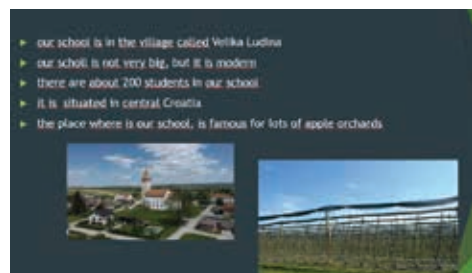 our school is in the village called Velika Ludina
our scholl is not very big, but it is modern
there are about 200 students in our school
it is situated in central Croatia
the place where is our school, is famous for lots of apple orchards